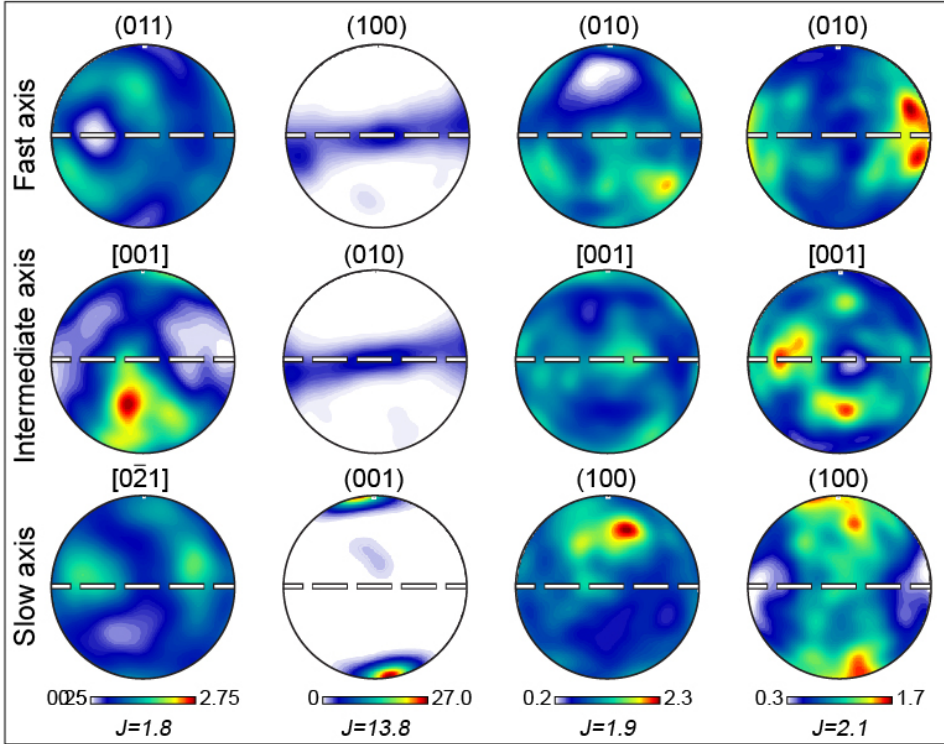 (011) (100) (010) (010)
Fast axis
[001] (010) [001] [001]
Intermediate axis
[02̄1] (001) (100) (100)
Slow axis
2.75 0 27.0 0.2 2.3 0.3 1.7
J=1.8 J=13.8 J=1.9 J=2.1